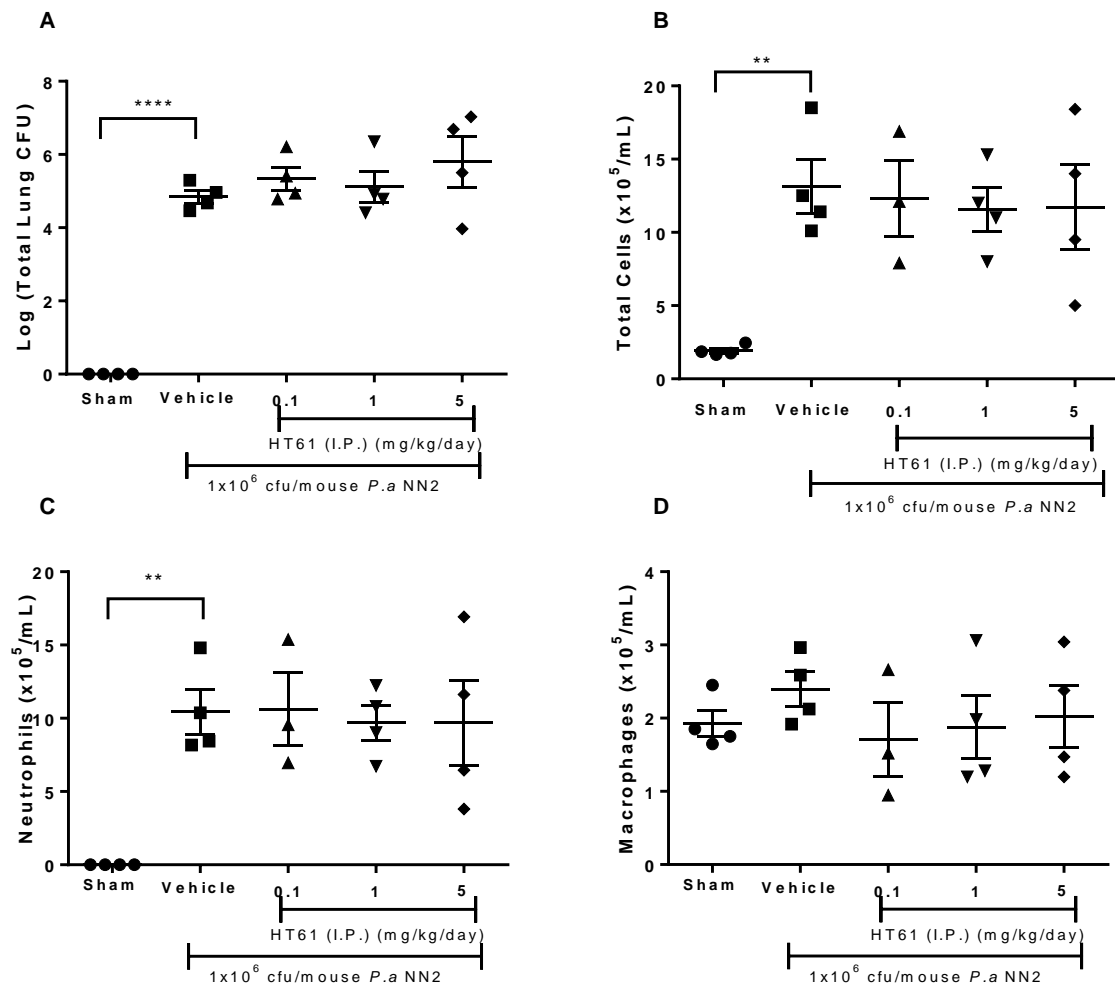 A
Log (Total Lung CFU)
8
6
4
2
0
****
Sham Vehicle 0.1 1 5
HT61 (I.P.) (mg/kg/day)
1x10⁶ cfu/mouse P.a NN2
B
Total Cells (x10⁵/mL)
20
15
10
5
0
**
Sham Vehicle 0.1 1 5
HT61 (I.P.) (mg/kg/day)
1x10⁶ cfu/mouse P.a NN2
C
Neutrophils (x10⁵/mL)
20
15
10
5
0
**
Sham Vehicle 0.1 1 5
HT61 (I.P.) (mg/kg/day)
1x10⁶ cfu/mouse P.a NN2
D
Macrophages (x10⁵/mL)
4
3
2
1
0
Sham Vehicle 0.1 1 5
HT61 (I.P.) (mg/kg/day)
1x10⁶ cfu/mouse P.a NN2